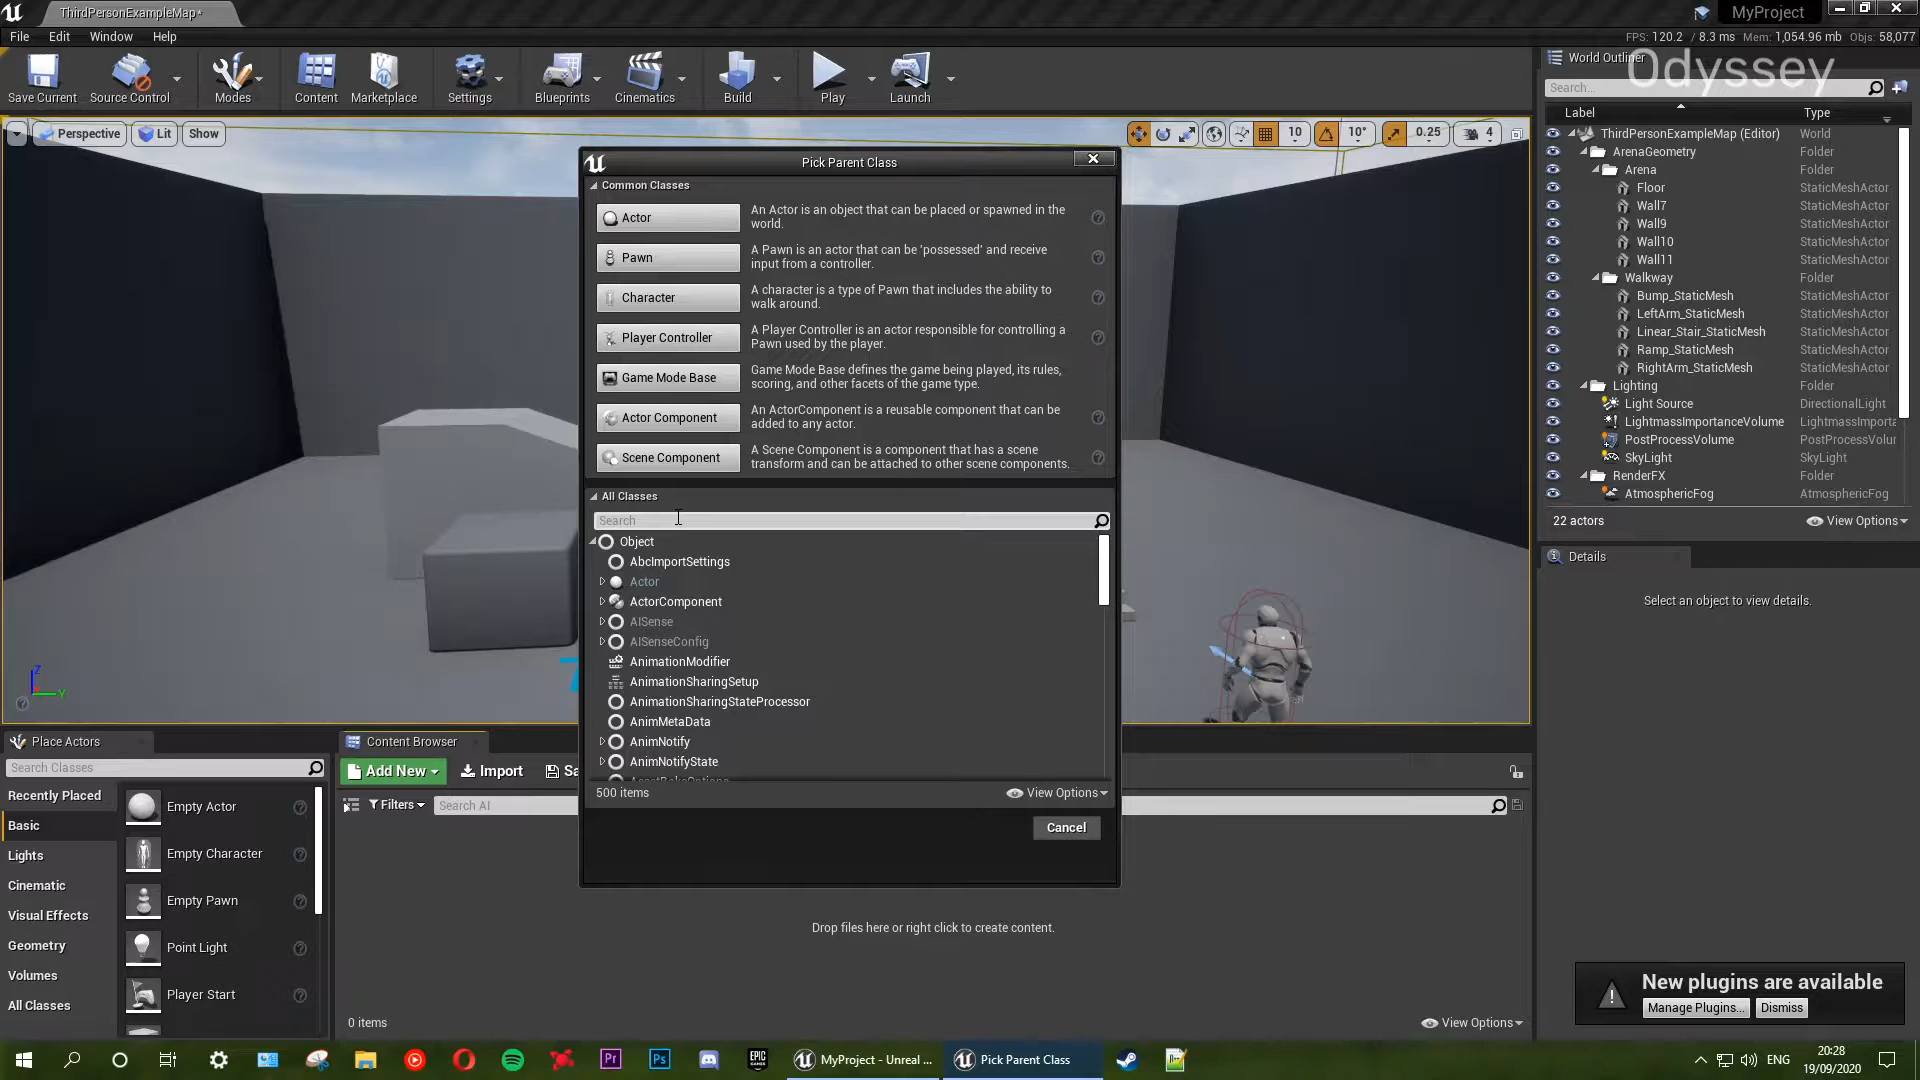 ThirdPersonExampleMap*
MyProject
File Edit Window Help
FPS: 120.2 / 8.3 ms Mem: 1,054.96 mb Objs: 58,077
Save Current
Source Control
Modes
Content
Marketplace
Settings
Blueprints
Cinematics
Build
Play
Launch
World Outliner
Odyssey
Search...
Label Type
Perspective Lit Show
10 10° 0.25 4
ThirdPersonExampleMap (Editor) World
ArenaGeometry Folder
Arena Folder
Floor StaticMeshActor
Wall7 StaticMeshActor
Wall9 StaticMeshActor
Wall10 StaticMeshActor
Wall11 StaticMeshActor
Walkway Folder
Bump_StaticMesh StaticMeshActor
LeftArm_StaticMesh StaticMeshActor
Linear_Stair_StaticMesh StaticMeshActor
Ramp_StaticMesh StaticMeshActor
RightArm_StaticMesh StaticMeshActor
Lighting Folder
Light Source DirectionalLight
LightmassImportanceVolume LightmassImporta
PostProcessVolume PostProcessVolur
SkyLight SkyLight
RenderFX Folder
AtmosphericFog AtmosphericFog
22 actors View Options
Details
Select an object to view details.
Pick Parent Class
Common Classes
Actor
An Actor is an object that can be placed or spawned in the
world.
Pawn
A Pawn is an actor that can be 'possessed' and receive
input from a controller.
Character
A character is a type of Pawn that includes the ability to
walk around.
Player Controller
A Player Controller is an actor responsible for controlling a
Pawn used by the player.
Game Mode Base
Game Mode Base defines the game being played, its rules,
scoring, and other facets of the game type.
Actor Component
An ActorComponent is a reusable component that can be
added to any actor.
Scene Component
A Scene Component is a component that has a scene
transform and can be attached to other scene components.
All Classes
Search
Object
AbcImportSettings
Actor
ActorComponent
AISense
AISenseConfig
AnimationModifier
AnimationSharingSetup
AnimationSharingStateProcessor
AnimMetaData
AnimNotify
AnimNotifyState
500 items View Options
Cancel
Z
Y
Place Actors
Search Classes
Recently Placed
Basic
Lights
Cinematic
Visual Effects
Geometry
Volumes
All Classes
Empty Actor
Empty Character
Empty Pawn
Point Light
Player Start
Content Browser
Add New Import Sa
Filters Search AI
Drop files here or right click to create content.
0 items View Options
New plugins are available
Manage Plugins... Dismiss
Pr
Ps
EPIC
GAMES
MyProject - Unreal ...
Pick Parent Class
ENG
20:28
19/09/2020